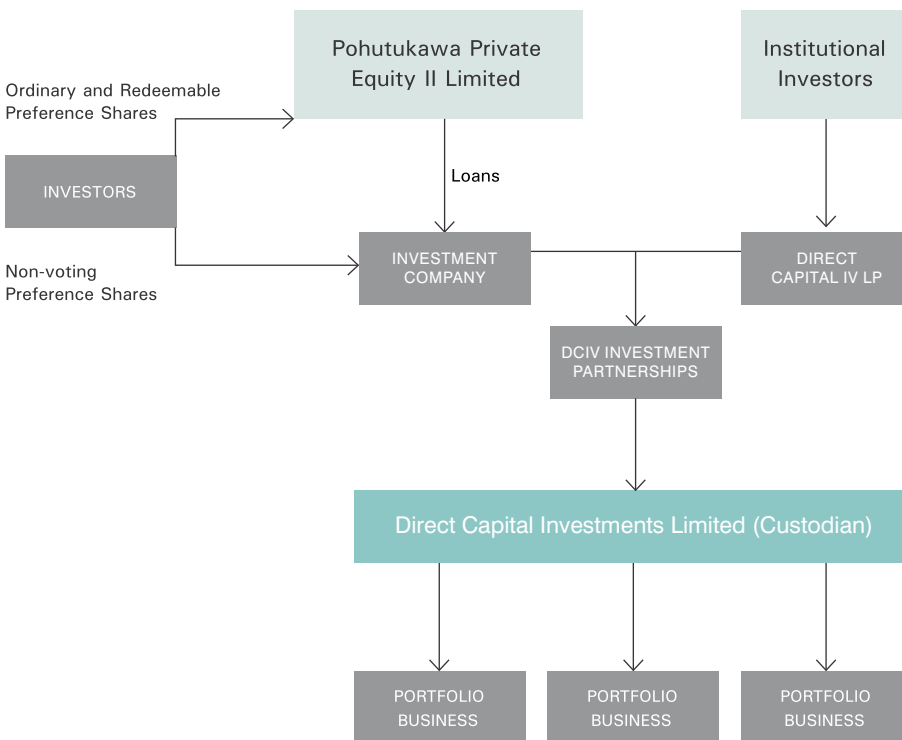 Pohutukawa Private
Equity II Limited
Institutional
Investors
Ordinary and Redeemable
Preference Shares
INVESTORS
Loans
Non-voting
Preference Shares
INVESTMENT
COMPANY
DIRECT
CAPITAL IV LP
DCIV INVESTMENT
PARTNERSHIPS
Direct Capital Investments Limited (Custodian)
PORTFOLIO
BUSINESS
PORTFOLIO
BUSINESS
PORTFOLIO
BUSINESS